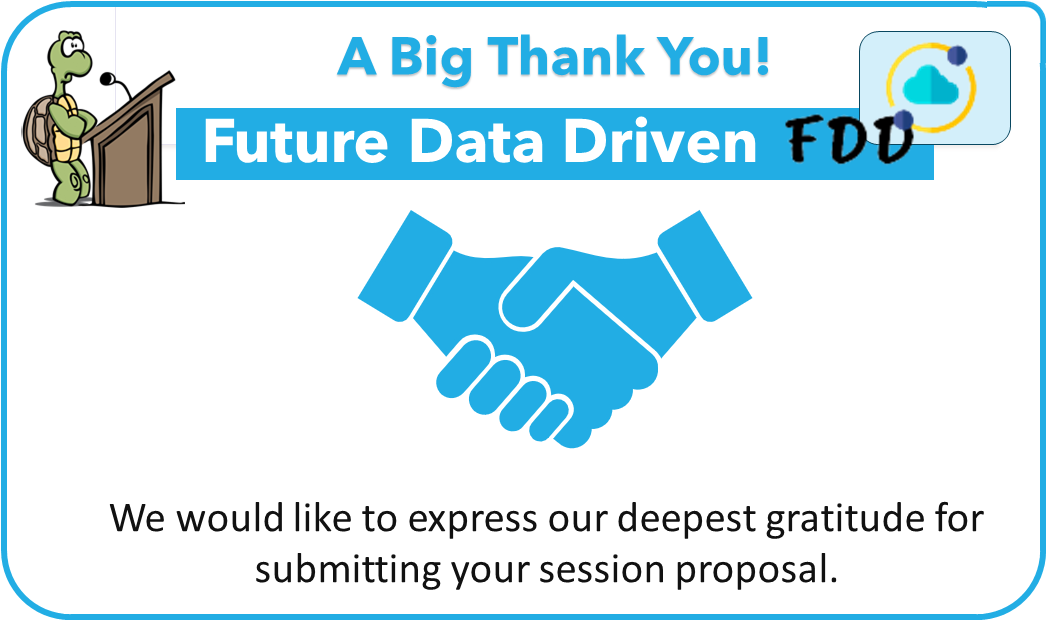 A Big Thank You!
Future Data Driven FDD
We would like to express our deepest gratitude for
submitting your session proposal.